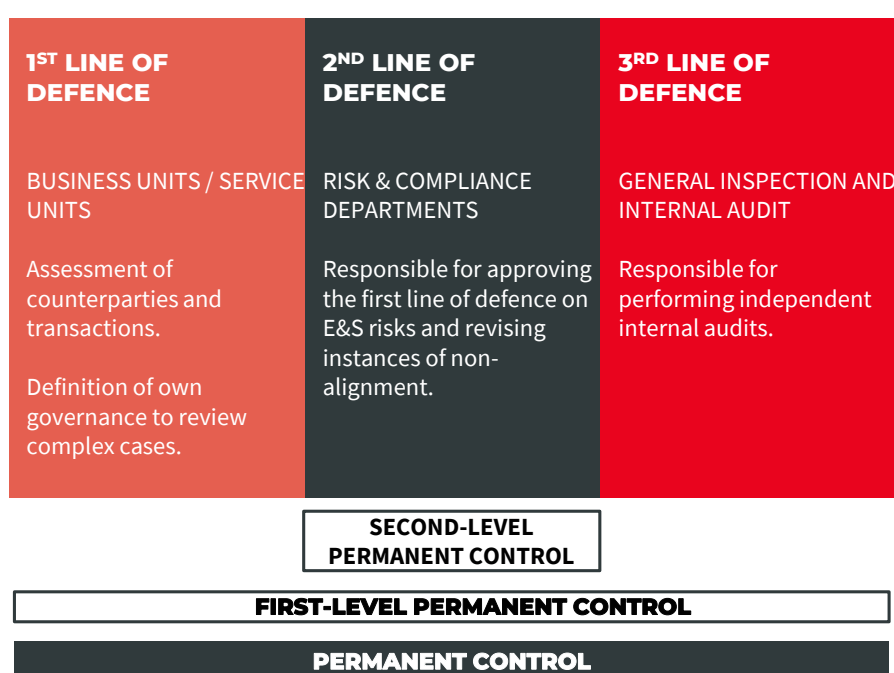 1ST LINE OF
DEFENCE
BUSINESS UNITS / SERVICE
UNITS
Assessment of
counterparties and
transactions.
Definition of own
governance to review
complex cases.
2ND LINE OF
DEFENCE
RISK & COMPLIANCE
DEPARTMENTS
Responsible for approving
the first line of defence on
E&S risks and revising
instances of non-
alignment.
3RD LINE OF
DEFENCE
GENERAL INSPECTION AND
INTERNAL AUDIT
Responsible for
performing independent
internal audits.
SECOND-LEVEL
PERMANENT CONTROL
FIRST-LEVEL PERMANENT CONTROL
PERMANENT CONTROL